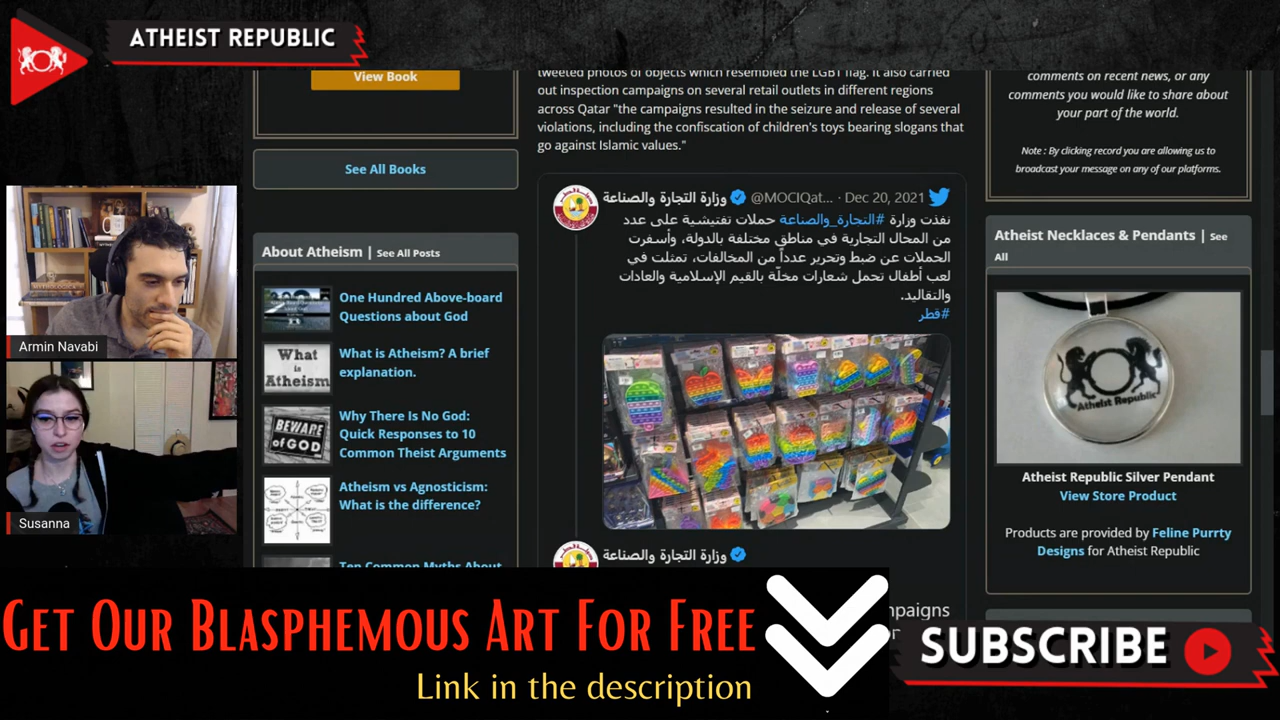 ATHEIST REPUBLIC
View Book
See All Books
About Atheism | See All Posts
One Hundred Above-board
Questions about God
What is Atheism? A brief
explanation.
What
is
Atheism
Why There Is No God:
Quick Responses to 10
Common Theist Arguments
BEWARE
of GOD
Atheism vs Agnosticism:
What is the difference?
Ten Common Myths About
tweeted photos of objects which resembled the LGBT flag. It also carried
out inspection campaigns on several retail outlets in different regions
across Qatar "the campaigns resulted in the seizure and release of several
violations, including the confiscation of children's toys bearing slogans that
go against Islamic values."
وزارة التجارة والصناعة @MOCIQat... · Dec 20, 2021
نفذت وزارة #التجارة_والصناعة حملات تفتيشية على عدد
من المحال التجارية في مناطق مختلفة بالدولة، وأسفرت
الحملات عن ضبط وتحرير عدداً من المخالفات، تمثلت في
لعب أطفال تحمل شعارات مخلّة بالقيم الإسلامية والعادات
والتقاليد.
#قطر
وزارة التجارة والصناعة
npaigns
comments on recent news, or any
comments you would like to share about
your part of the world.
Note : By clicking record you are allowing us to
broadcast your message on any of our platforms.
Atheist Necklaces & Pendants | See
All
Atheist Republic
Atheist Republic Silver Pendant
View Store Product
Products are provided by Feline Purrty
Designs for Atheist Republic
Armin Navabi
Susanna
GET OUR BLASPHEMOUS ART FOR FREE
Link in the description
SUBSCRIBE